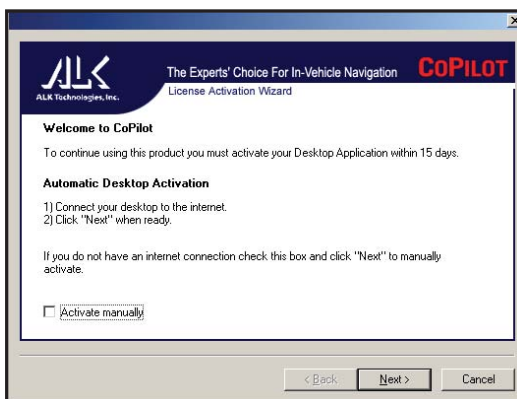 ALK
ALK Technologies, Inc.
The Experts' Choice For In-Vehicle Navigation
COPILOT
License Activation Wizard
Welcome to CoPilot
To continue using this product you must activate your Desktop Application within 15 days.
Automatic Desktop Activation
1) Connect your desktop to the internet.
2) Click "Next" when ready.
If you do not have an internet connection check this box and click "Next" to manually
activate.
Activate manually
< Back
Next >
Cancel